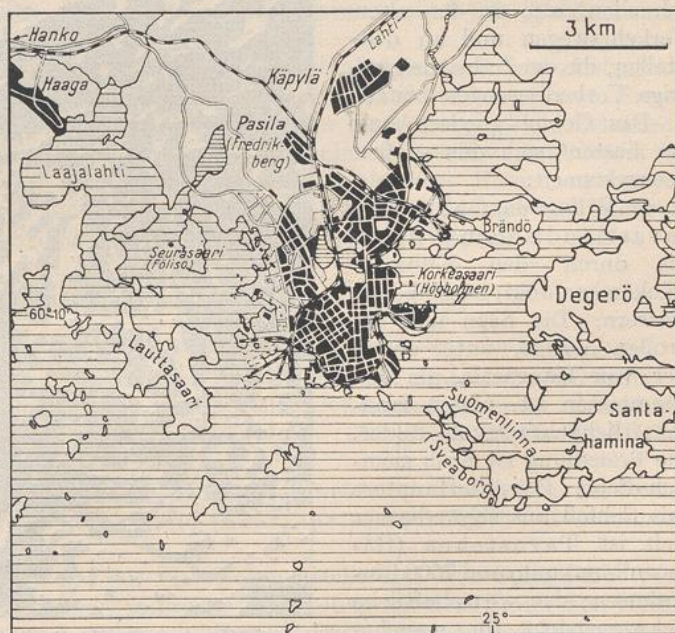 3 km
←Hanko
Haaga
Lahti
Käpylä
Pasila
(Fredriks-
berg)
Laajalahti
Seurasaari
(Fölisö)
Brändö
Korkeasaari
(Högholmen)
Degerö
60°10'
Lauttasaari
Suomenlinna
(Sveaborg)
Santa-
hamina
25°